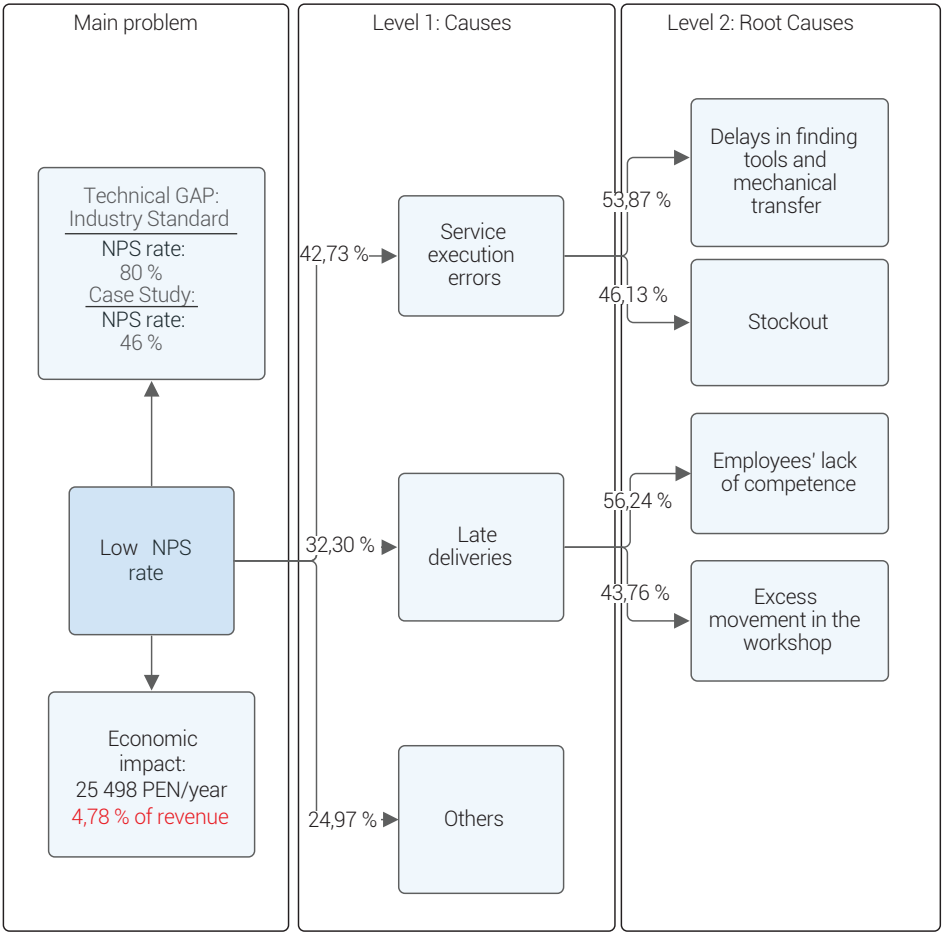 Main problem
Technical GAP:
Industry Standard
NPS rate:
80 %
Case Study:
NPS rate:
46 %
Low NPS
rate
Economic
impact:
25 498 PEN/year
4,78 % of revenue
Level 1: Causes
42,73 %
Service
execution
errors
32,30 %
Late
deliveries
24,97 %
Others
Level 2: Root Causes
53,87 %
Delays in finding
tools and
mechanical
transfer
46,13 %
Stockout
56,24 %
Employees' lack
of competence
43,76 %
Excess
movement in the
workshop